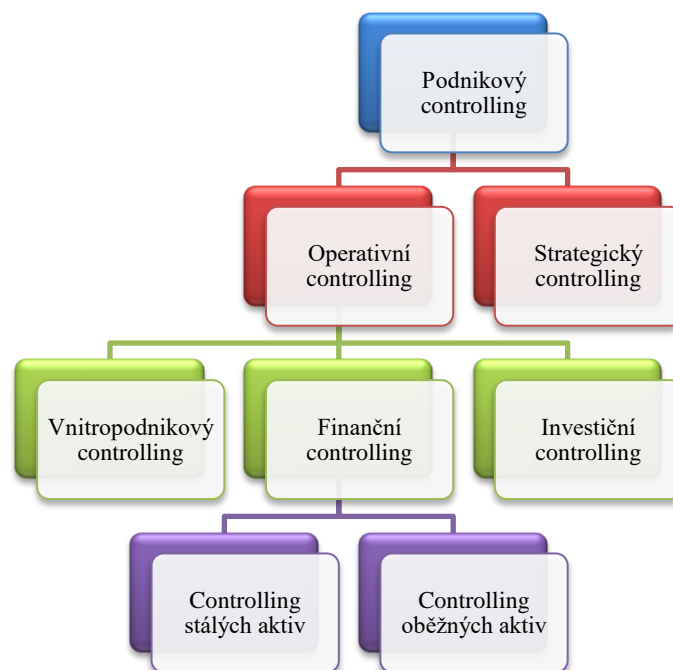 Podnikový
controlling
Operativní
controlling
Strategický
controlling
Vnitropodnikový
controlling
Finanční
controlling
Investiční
controlling
Controlling
stálých aktiv
Controlling
oběžných aktiv